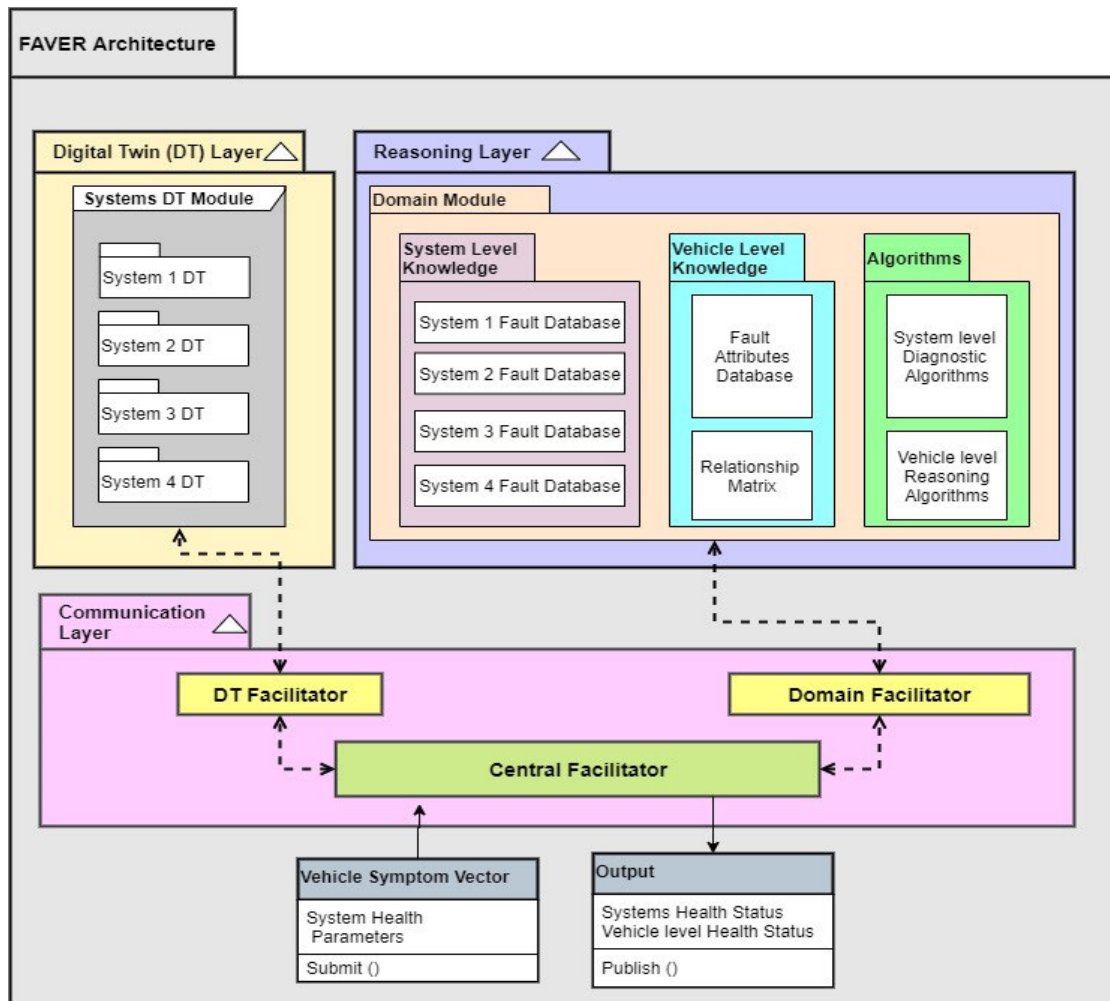 FAVER Architecture
Digital Twin (DT) Layer
Systems DT Module
System 1 DT
System 2 DT
System 3 DT
System 4 DT
Reasoning Layer
Domain Module
System Level
Knowledge
System 1 Fault Database
System 2 Fault Database
System 3 Fault Database
System 4 Fault Database
Vehicle Level
Knowledge
Fault
Attributes
Database
Relationship
Matrix
Algorithms
System level
Diagnostic
Algorithms
Vehicle level
Reasoning
Algorithms
Communication
Layer
DT Facilitator
Domain Facilitator
Central Facilitator
Vehicle Symptom Vector
System Health
Parameters
Submit ()
Output
Systems Health Status
Vehicle level Health Status
Publish ()